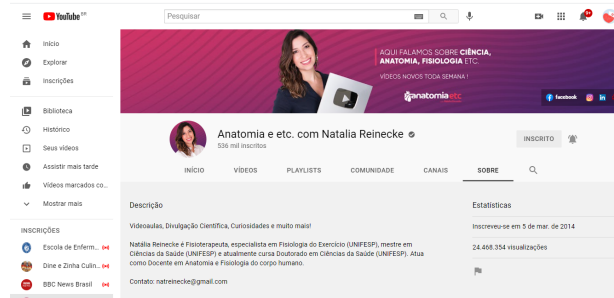 YouTube BR
Pesquisar
9+
Início
Explorar
Inscrições
Biblioteca
Histórico
Seus vídeos
Assistir mais tarde
Vídeos marcados co...
Mostrar mais
INSCRIÇÕES
Escola de Enferm...
Dine e Zinha Culin...
BBC News Brasil
AQUI FALAMOS SOBRE CIÊNCIA,
ANATOMIA, FISIOLOGIA ETC.
VÍDEOS NOVOS TODA SEMANA!
anatomiaetc
facebook
in
Anatomia e etc. com Natalia Reinecke
536 mil inscritos
INSCRITO
INÍCIO VÍDEOS PLAYLISTS COMUNIDADE CANAIS SOBRE
Descrição
Videoaulas, Divulgação Científica, Curiosidades e muito mais!
Natália Reinecke é Fisioterapeuta, especialista em Fisiologia do Exercício (UNIFESP), mestre em
Ciências da Saúde (UNIFESP) e atualmente cursa Doutorado em Ciências da Saúde (UNIFESP). Atua
como Docente em Anatomia e Fisiologia do corpo humano.
Contato: natreinecke@gmail.com
Estatísticas
Inscreveu-se em 5 de mar. de 2014
24.468.354 visualizações